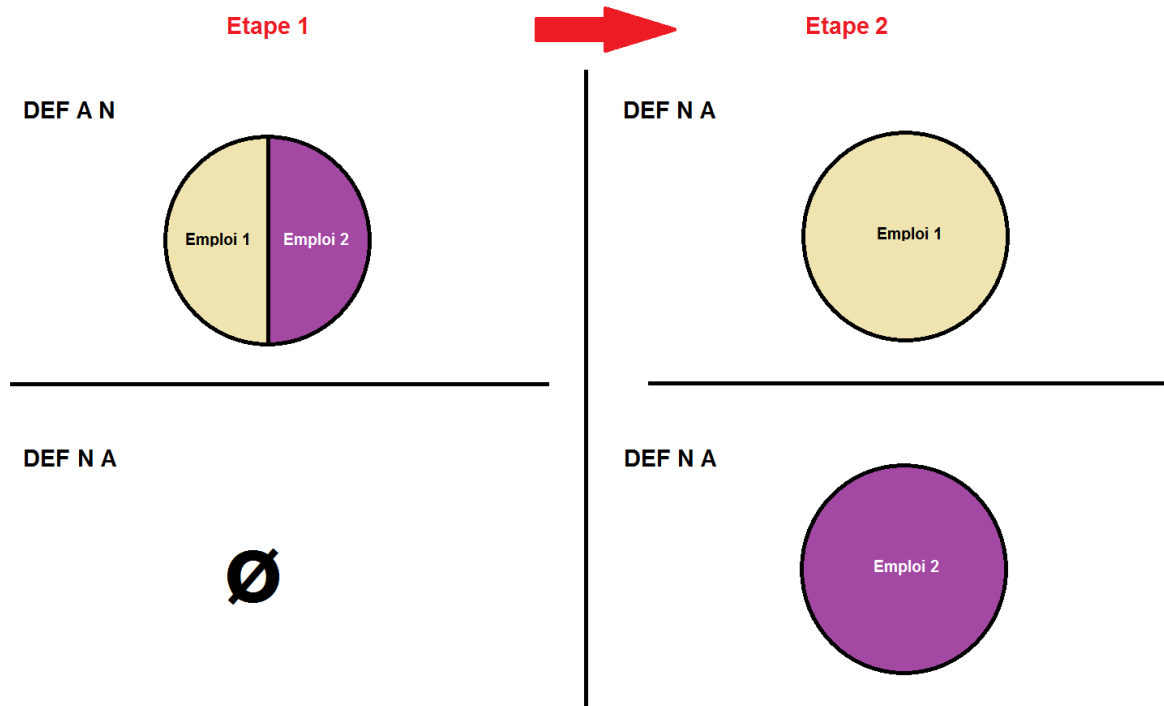 Etape 1
Etape 2
DEF A N
DEF N A
Emploi 1
Emploi 2
Emploi 1
DEF N A
DEF N A
Ø
Emploi 2